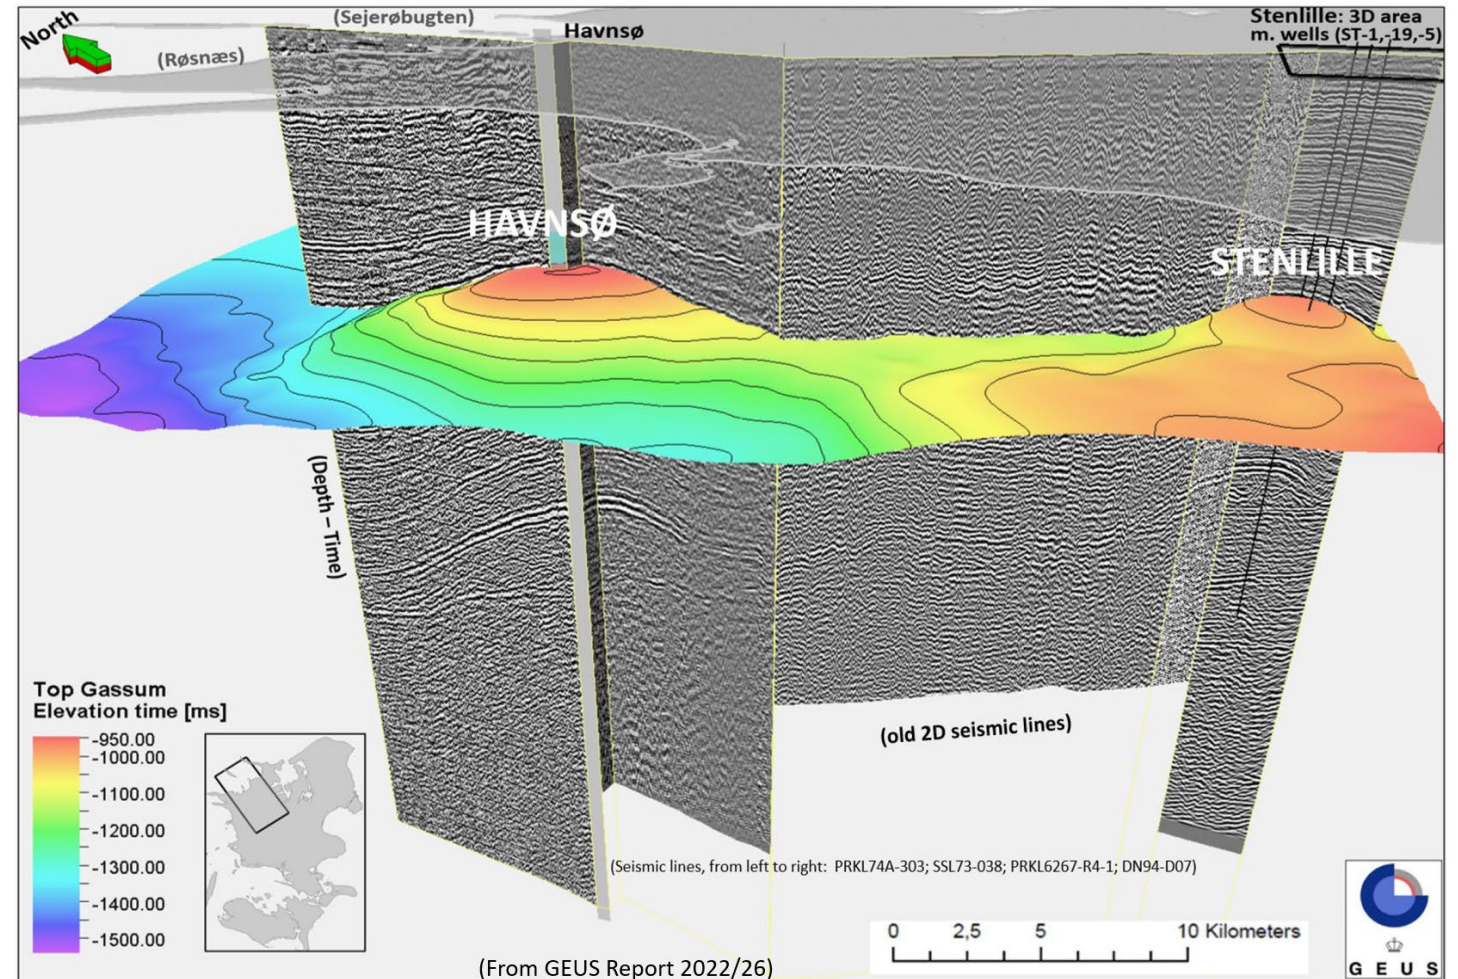 North
(Sejerøbugten)
(Røsnæs)
Havnsø
Stenlille: 3D area
m. wells (ST-1,-19,-5)
HAVNSØ
STENLILLE
(Depth – Time)
Top Gassum
Elevation time [ms]
-950.00
-1000.00
-1100.00
-1200.00
-1300.00
-1400.00
-1500.00
(old 2D seismic lines)
(Seismic lines, from left to right: PRKL74A-303; SSL73-038; PRKL6267-R4-1; DN94-D07)
0 2,5 5 10 Kilometers
(From GEUS Report 2022/26)
G E U S